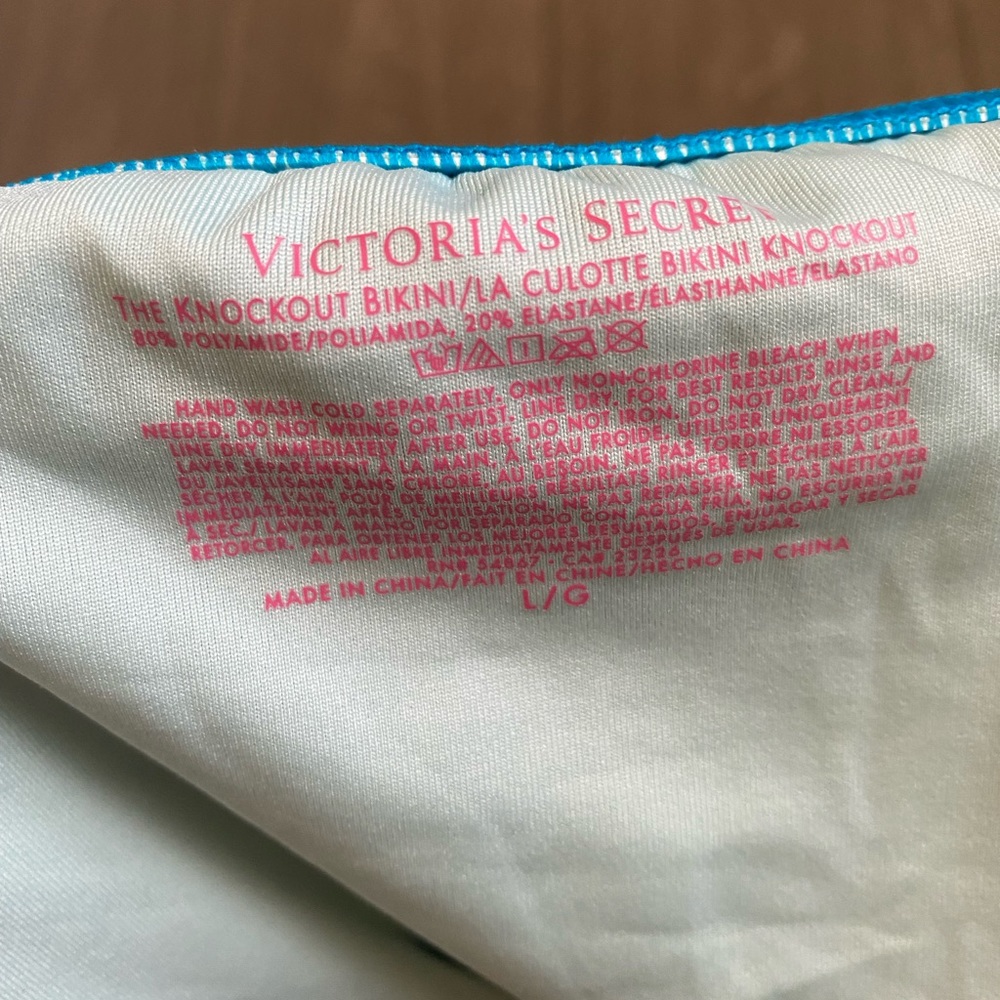 VICTORIA'S SECRE
THE KNOCKOUT BIKINI/LA CULOTTE BIKINI KNOCKOUT
80% POLYAMIDE/POLIAMIDA, 20% ELASTANE/ÉLASTHANNE/ELASTANO
HAND WASH COLD SEPARATELY. ONLY NON-CHLORINE BLEACH WHEN
NEEDED. DO NOT WRING OR TWIST. LINE DRY. FOR BEST RESULTS RINSE AND
LINE DRY IMMEDIATELY AFTER USE. DO NOT IRON. DO NOT DRY CLEAN./
LAVER SÉPARÉMENT À LA MAIN, À L'EAU FROIDE. UTILISER UNIQUEMENT
DU JAVELLISANT SANS CHLORE, AU BESOIN. NE PAS TORDRE NI ESSORER.
SÉCHER À L'AIR. POUR DE MEILLEURS RÉSULTATS RINCER ET SÉCHER À L'AIR
IMMÉDIATEMENT APRÈS L'UTILISATION. NE PAS REPASSER. NE PAS NETTOYER
À SEC./ LAVAR A MANO POR SEPARADO CON AGUA FRIA. NO ESCURRIR NI
RETORCER. PARA OBTENER LOS MEJORES RESULTADOS, ENJUAGAR Y SECAR
AL AIRE LIBRE INMEDIATAMENTE DESPUÉS DE USAR.
RN# 54867 · CA# 23226
MADE IN CHINA/FAIT EN CHINE/HECHO EN CHINA
L/G